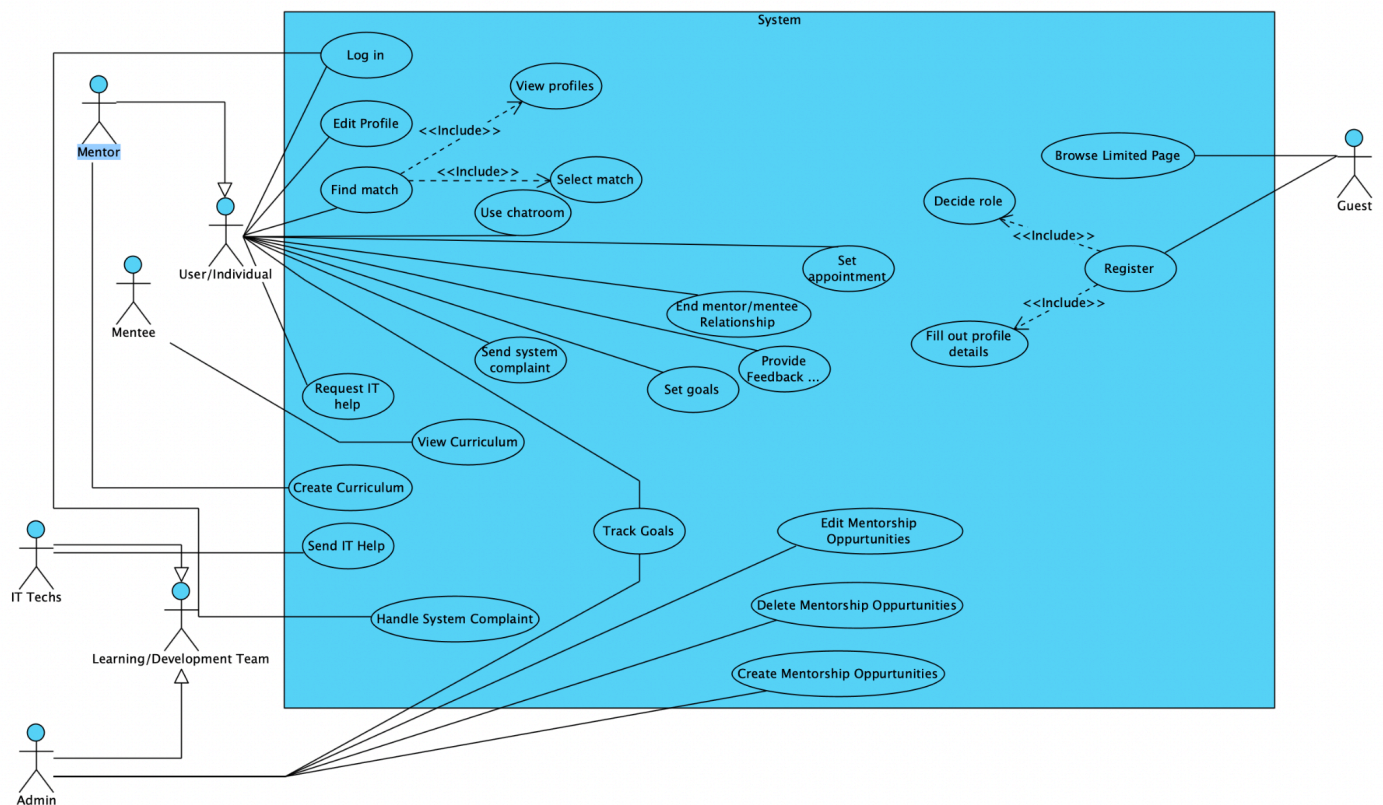 System
Log in
View profiles
Edit Profile
<<Include>>
Mentor
Browse Limited Page
<<Include>>
Find match
Select match
Decide role
Guest
Use chatroom
<<Include>>
User/Individual
Set
appointment
Register
<<Include>>
Mentee
End mentor/mentee
Relationship
Fill out profile
details
Send system
complaint
Provide
Feedback ...
Set goals
Request IT
help
View Curriculum
Create Curriculum
Track Goals
Edit Mentorship
Oppurtunities
Send IT Help
IT Techs
Delete Mentorship Oppurtunities
Handle System Complaint
Learning/Development Team
Create Mentorship Oppurtunities
Admin